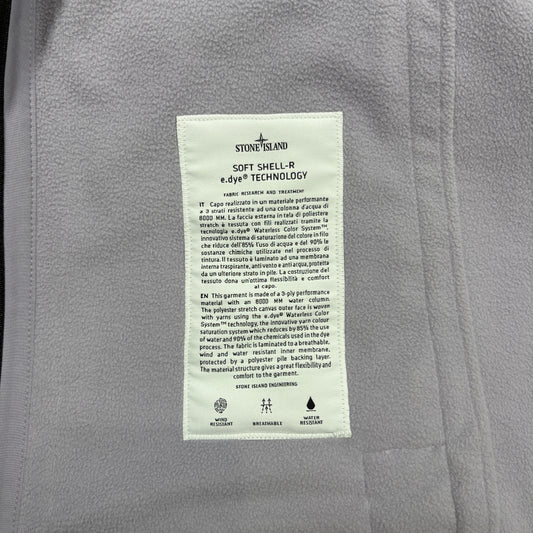 STONE ISLAND
SOFT SHELL-R
e.dye® TECHNOLOGY
FABRIC RESEARCH AND TREATMENT
IT Capo realizzato in un materiale performante
a 3 strati resistente ad una colonna d'acqua di
8000 MM. La faccia esterna in tela di poliestere
stretch è tessuta con fili realizzati tramite la
tecnologia e.dye® Waterless Color System™,
innovativo sistema di saturazione del colore in filo
che riduce dell'85% l'uso di acqua e del 90% le
sostanze chimiche utilizzate nel processo di
tintura. Il tessuto è laminato ad una membrana
interna traspirante, anti vento e anti acqua, protetta
da un ulteriore strato in pile. La costruzione del
tessuto dona un'ottima flessibilità e comfort
al capo.
EN This garment is made of a 3-ply performance
material with an 8000 MM water column.
The polyester stretch canvas outer face is woven
with yarns using the e.dye® Waterless Color
System™ technology, the innovative yarn colour
saturation system which reduces by 85% the use
of water and 90% of the chemicals used in the dye
process. The fabric is laminated to a breathable,
wind and water resistant inner membrane,
protected by a polyester pile backing layer.
The material structure gives a great flexibility and
comfort to the garment.
STONE ISLAND ENGINEERING
WIND
RESISTANT
BREATHABLE
WATER
RESISTANT